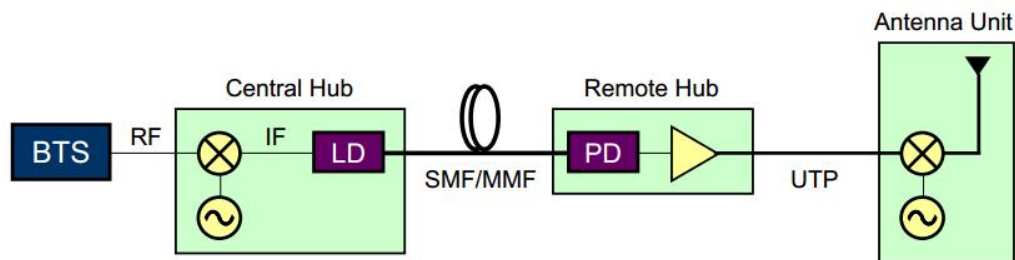 Antenna Unit
Central Hub
Remote Hub
BTS
RF
IF
LD
PD
SMF/MMF
UTP